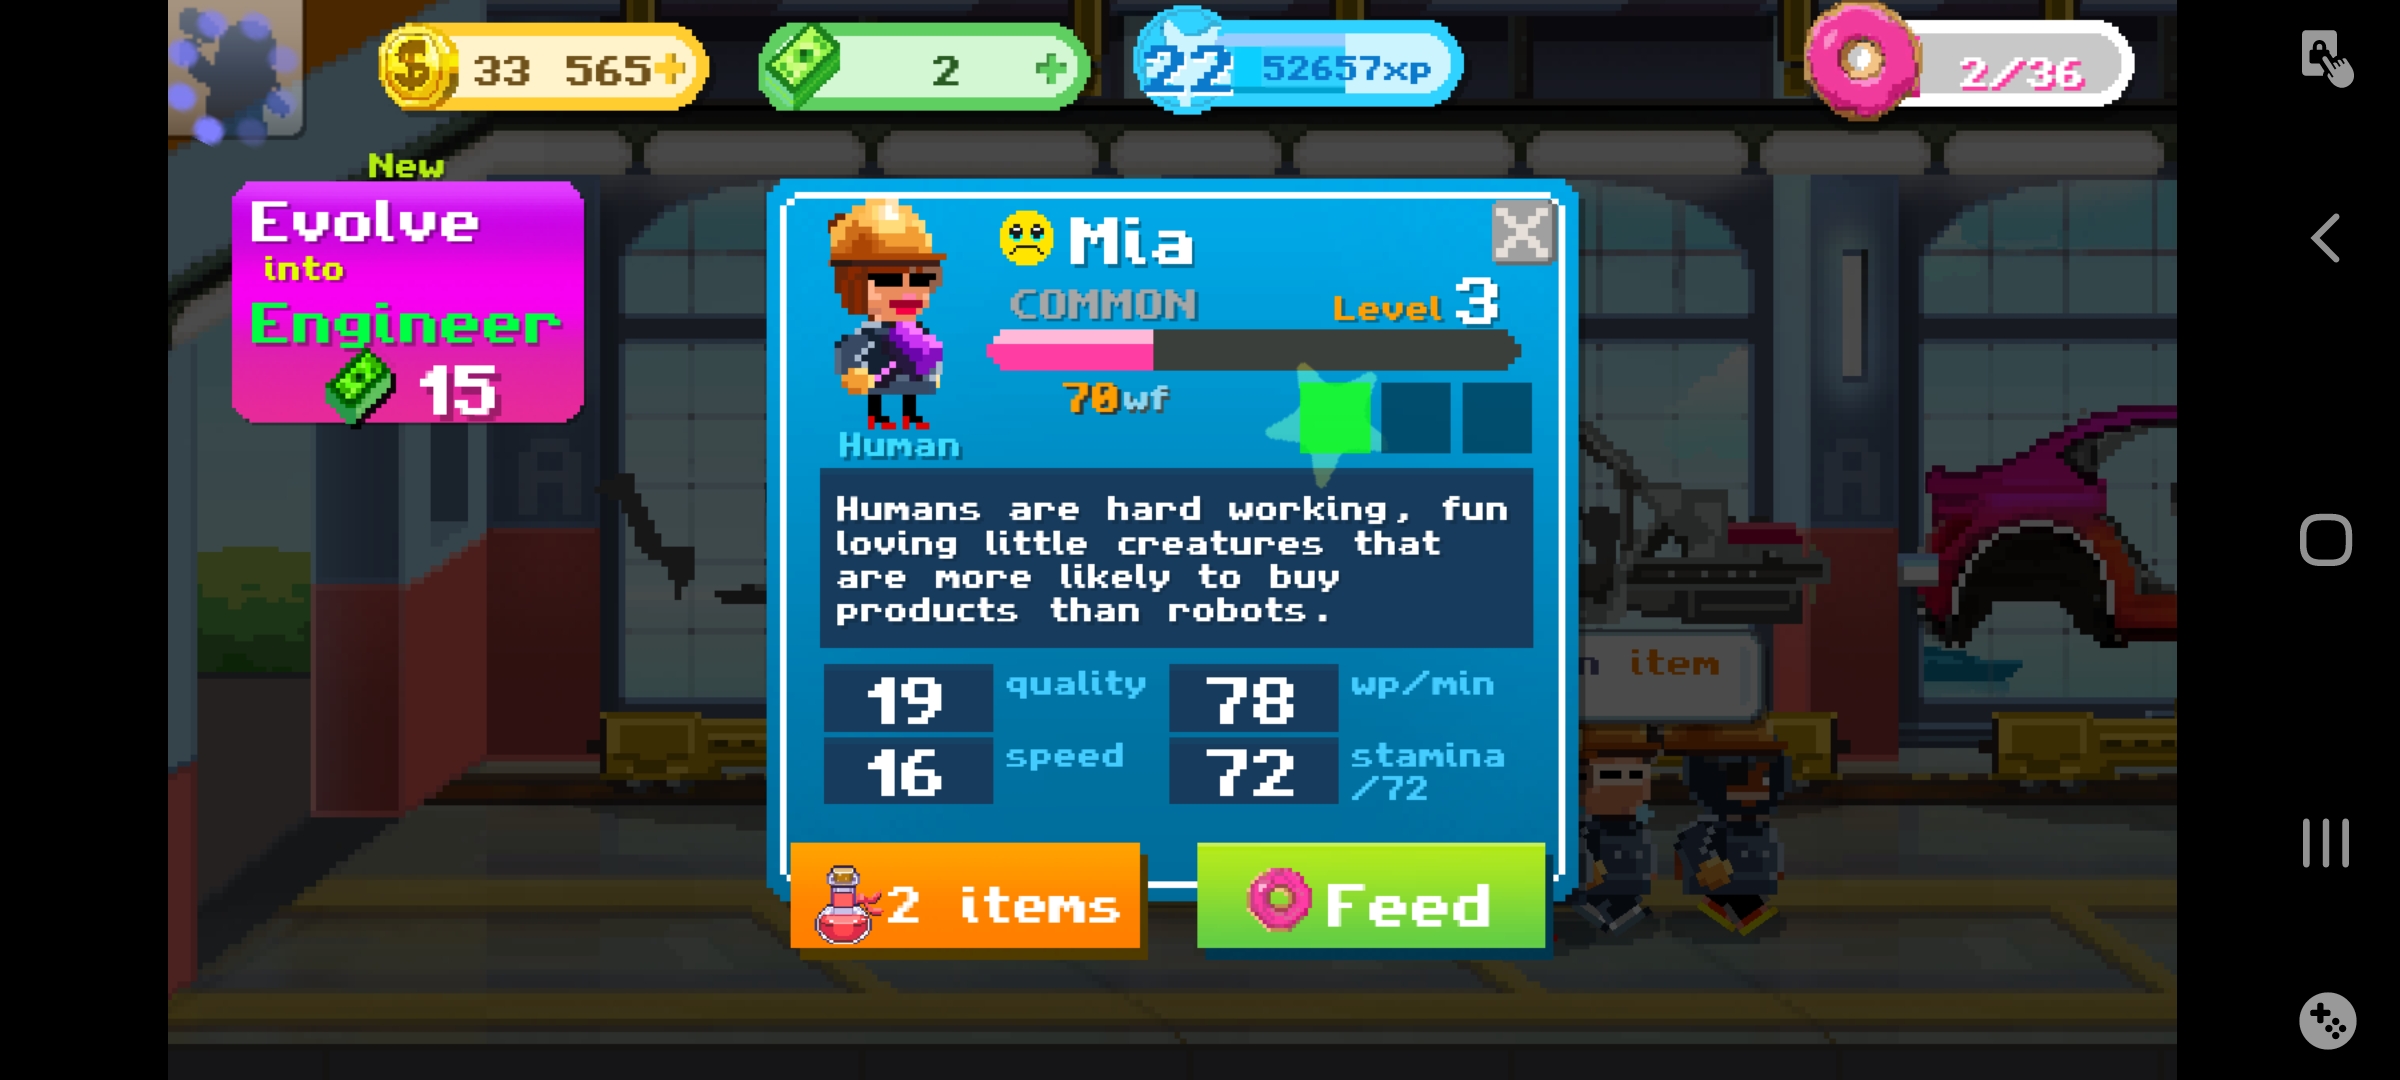 33 565+
2 +
22 52657xp
2/36
New
Evolve
into
Engineer
15
Mia
COMMON
Level 3
70wf
Human
Humans are hard working, fun
loving little creatures that
are more likely to buy
products than robots.
19 quality
78 wp/min
16 speed
72 stamina
/72
2 items
Feed
item
A
A